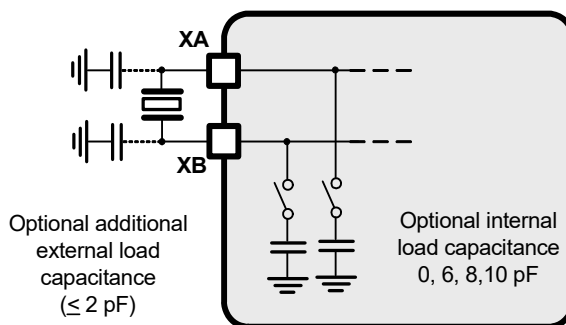 XA
XB
Optional additional
external load
capacitance
(≤ 2 pF)
Optional internal
load capacitance
0, 6, 8,10 pF